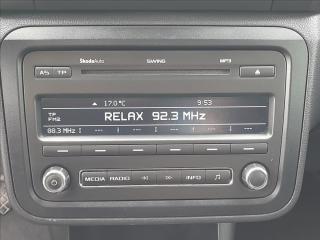 ŠkodaAuto SWING MP3
AS TP
17.0°C 9:53
TP
FM2
RELAX 92.3 MHz
88.3 MHz
MEDIA RADIO INFO